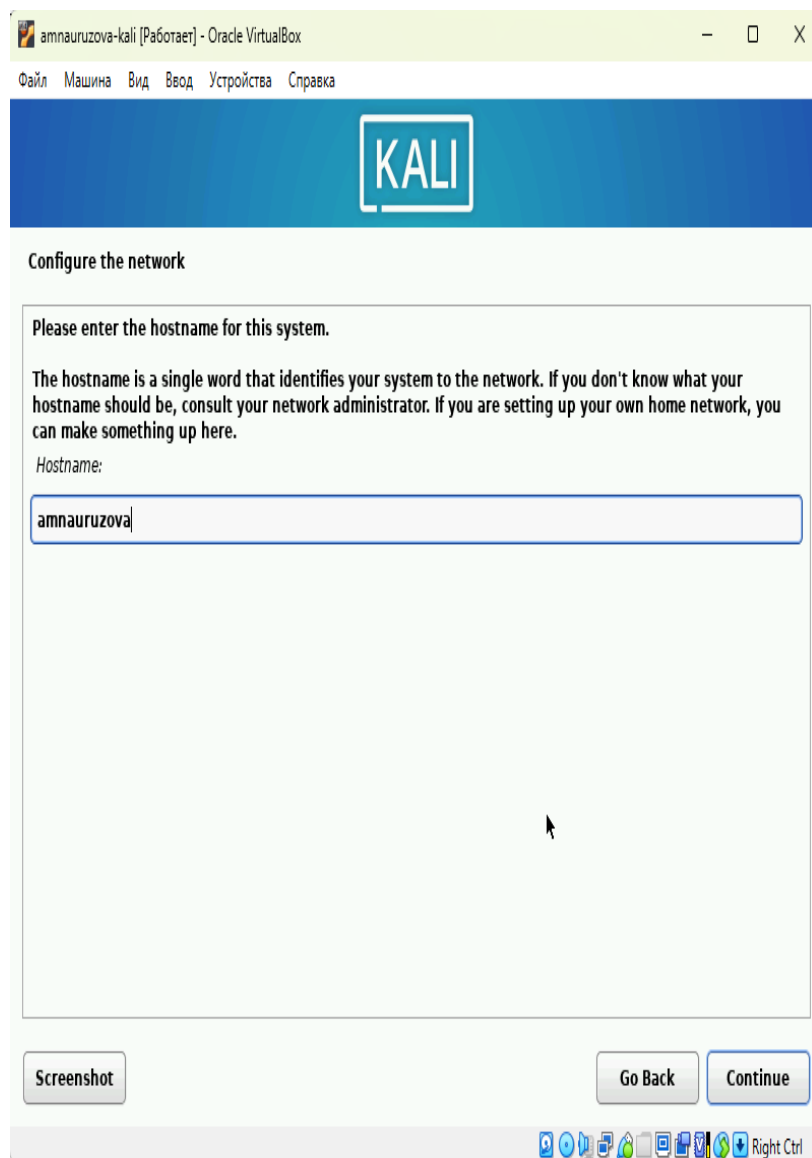 amnauruzova-kali [Работает] - Oracle VirtualBox
Файл Машина Вид Ввод Устройства Справка
KALI
Configure the network
Please enter the hostname for this system.
The hostname is a single word that identifies your system to the network. If you don't know what your
hostname should be, consult your network administrator. If you are setting up your own home network, you
can make something up here.
Hostname:
amnauruzova
Screenshot Go Back Continue
Right Ctrl